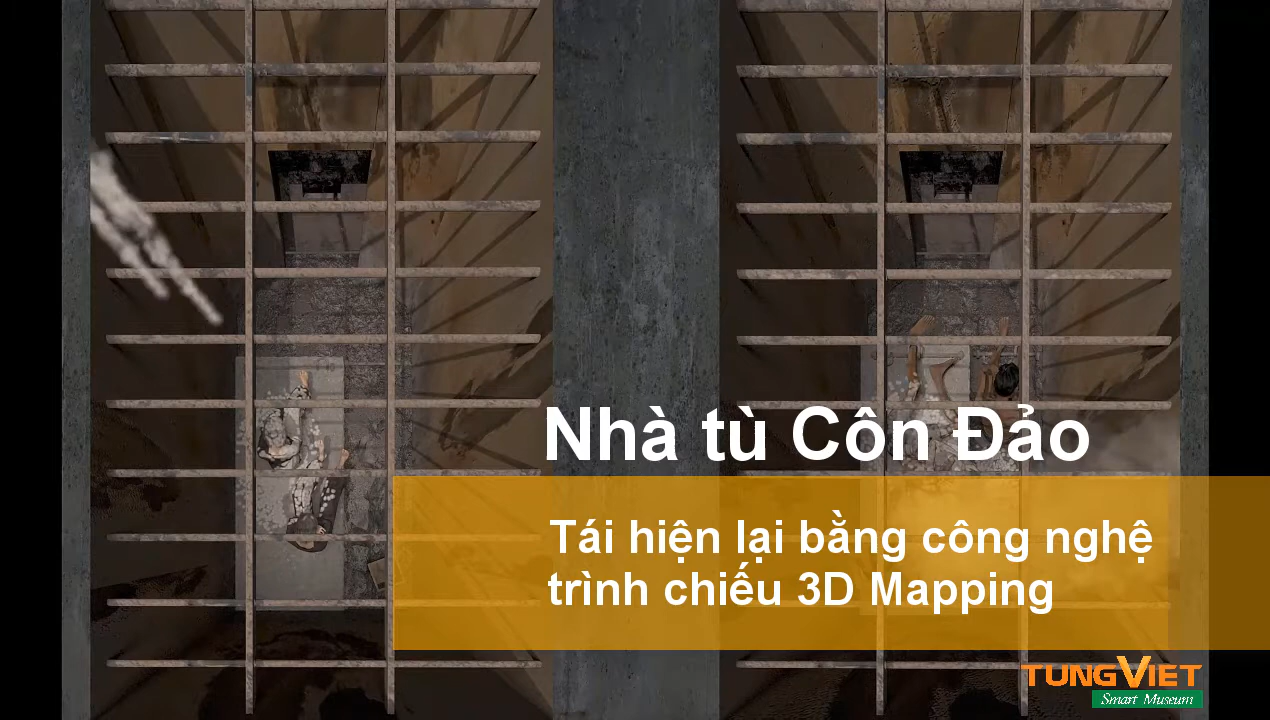 Nhà tù Côn Đảo
Tái hiện lại bằng công nghệ
trình chiếu 3D Mapping
TUNGVIET
Smart Museum